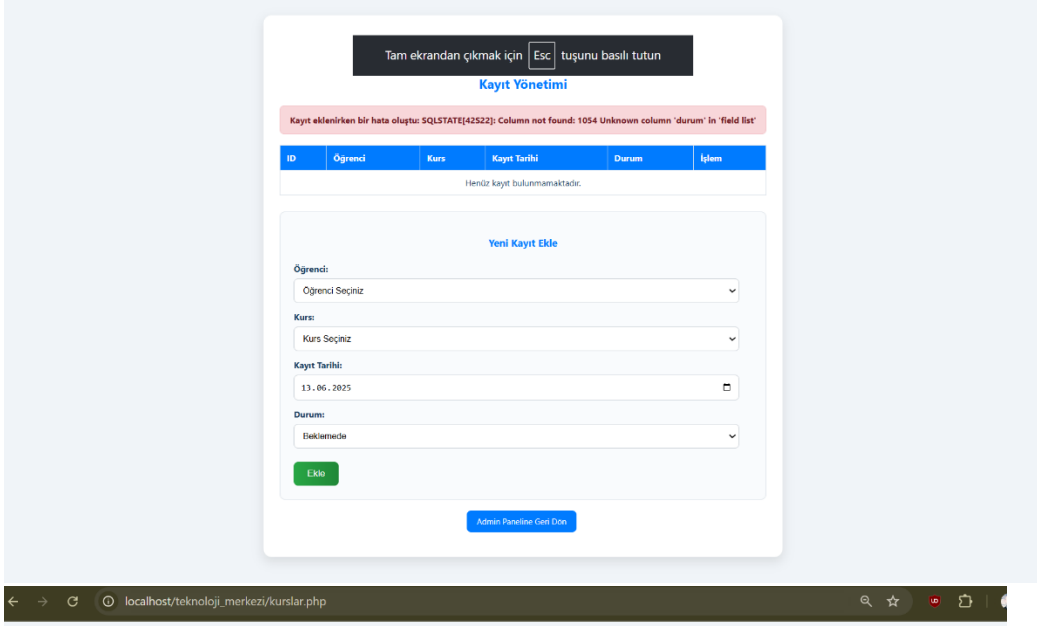 Tam ekrandan çıkmak için Esc tuşunu basılı tutun
Kayıt Yönetimi
Kayıt eklenirken bir hata oluştu: SQLSTATE[42S22]: Column not found: 1054 Unknown column 'durum' in 'field list'
ID Öğrenci Kurs Kayıt Tarihi Durum İşlem
Henüz kayıt bulunmamaktadır.
Yeni Kayıt Ekle
Öğrenci:
Öğrenci Seçiniz
Kurs:
Kurs Seçiniz
Kayıt Tarihi:
13.06.2025
Durum:
Beklemede
Ekle
Admin Paneline Geri Dön
localhost/teknoloji_merkezi/kurslar.php